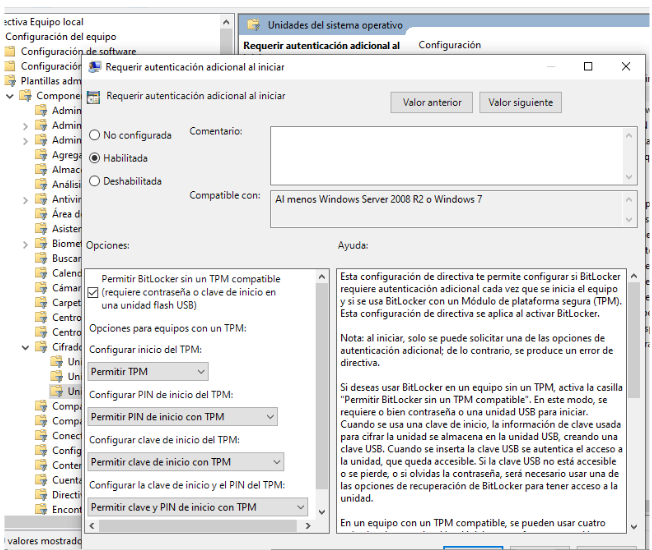 ectiva Equipo local
Configuración del equipo
Configuración de software
Configuración
Plantillas adm
Compone
Admin
Admin
Admin
Agrega
Almac
Análisi
Antivir
Área d
Asisten
Biomet
Buscar
Calend
Cámar
Carpet
Centro
Centro
Cifrado
Uni
Uni
Uni
Compa
Compa
Conect
Config
Conter
Cuenta
Directi
Encont
valores mostrado
Unidades del sistema operativo
Requerir autenticación adicional al
Configuración
Requerir autenticación adicional al iniciar
Requerir autenticación adicional al iniciar
Valor anterior
Valor siguiente
No configurada
Habilitada
Deshabilitada
Comentario:
Compatible con:
Al menos Windows Server 2008 R2 o Windows 7
Opciones:
Permitir BitLocker sin un TPM compatible
(requiere contraseña o clave de inicio en
una unidad flash USB)
Opciones para equipos con un TPM:
Configurar inicio del TPM:
Permitir TPM
Configurar PIN de inicio del TPM:
Permitir PIN de inicio con TPM
Configurar clave de inicio del TPM:
Permitir clave de inicio con TPM
Configurar la clave de inicio y el PIN del TPM:
Permitir clave y PIN de inicio con TPM
Ayuda:
Esta configuración de directiva te permite configurar si BitLocker
requiere autenticación adicional cada vez que se inicia el equipo
y si se usa BitLocker con un Módulo de plataforma segura (TPM).
Esta configuración de directiva se aplica al activar BitLocker.
Nota: al iniciar, solo se puede solicitar una de las opciones de
autenticación adicional; de lo contrario, se produce un error de
directiva.
Si deseas usar BitLocker en un equipo sin un TPM, activa la casilla
"Permitir BitLocker sin un TPM compatible". En este modo, se
requiere o bien contraseña o una unidad USB para iniciar.
Cuando se usa una clave de inicio, la información de clave usada
para cifrar la unidad se almacena en la unidad USB, creando una
clave USB. Cuando se inserta la clave USB se autentica el acceso a
la unidad, que queda accesible. Si la clave USB no está accesible
o se pierde, o si olvidas la contraseña, será necesario usar una de
las opciones de recuperación de BitLocker para tener acceso a la
unidad.
En un equipo con un TPM compatible, se pueden usar cuatro